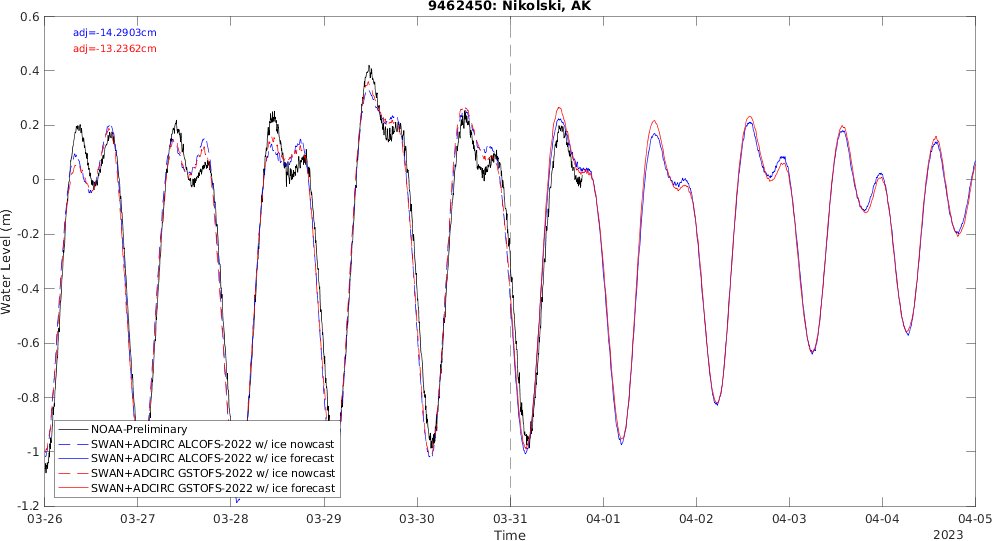 9462450: Nikolski, AK
adj=-14.2903cm
adj=-13.2362cm
0.6
0.4
0.2
0
-0.2
-0.4
-0.6
-0.8
-1
-1.2
Water Level (m)
NOAA-Preliminary
SWAN+ADCIRC ALCOFS-2022 w/ ice nowcast
SWAN+ADCIRC ALCOFS-2022 w/ ice forecast
SWAN+ADCIRC GSTOFS-2022 w/ ice nowcast
SWAN+ADCIRC GSTOFS-2022 w/ ice forecast
03-26 03-27 03-28 03-29 03-30 03-31 04-01 04-02 04-03 04-04 04-05
Time
2023